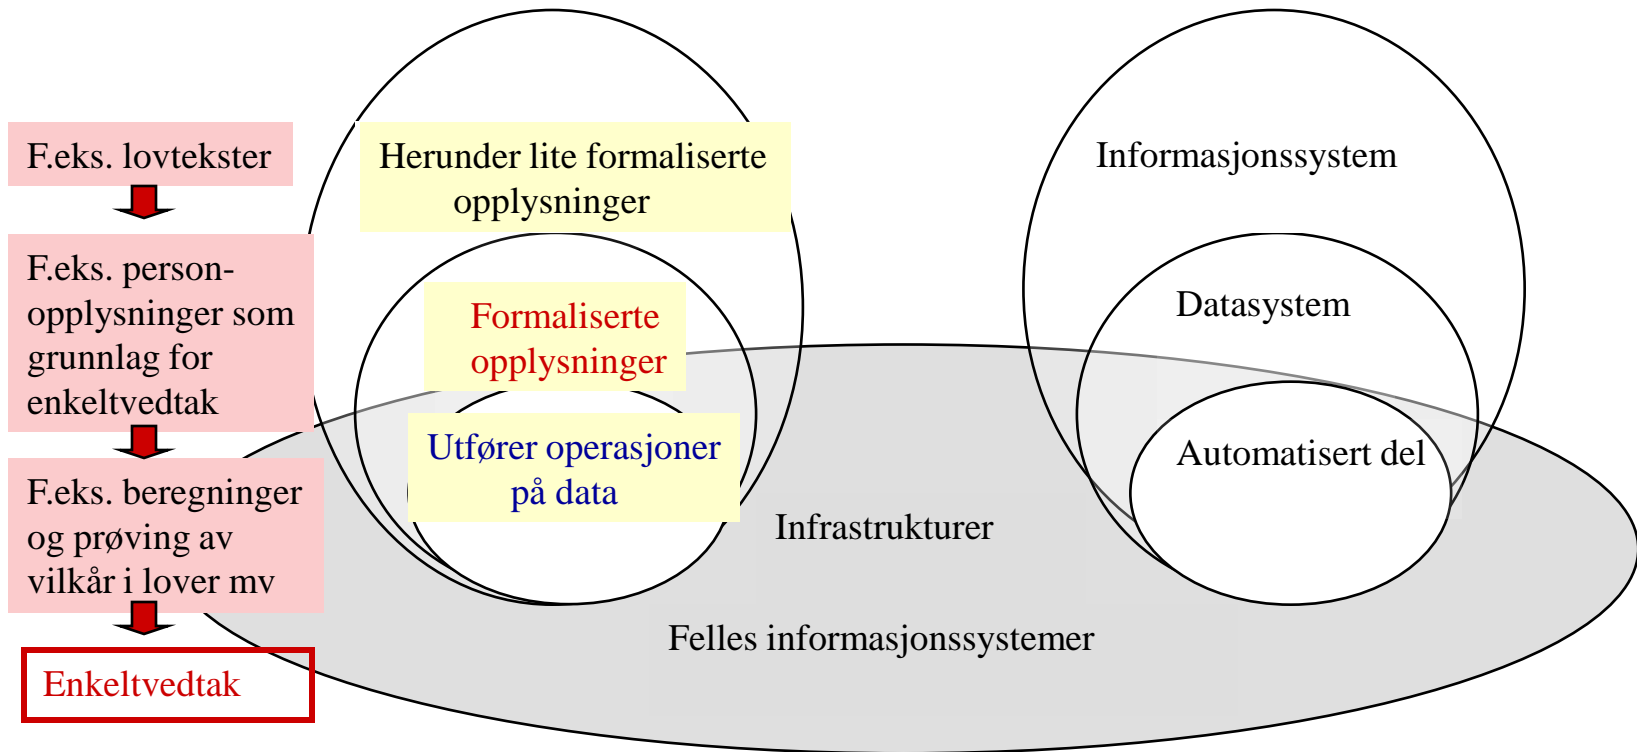 F.eks. lovtekster
F.eks. person-
opplysninger som
grunnlag for
enkeltvedtak
F.eks. beregninger
og prøving av
vilkår i lover mv
Enkeltvedtak
Herunder lite formaliserte
opplysninger
Formaliserte
opplysninger
Utfører operasjoner
på data
Informasjonssystem
Datasystem
Automatisert del
Infrastrukturer
Felles informasjonssystemer